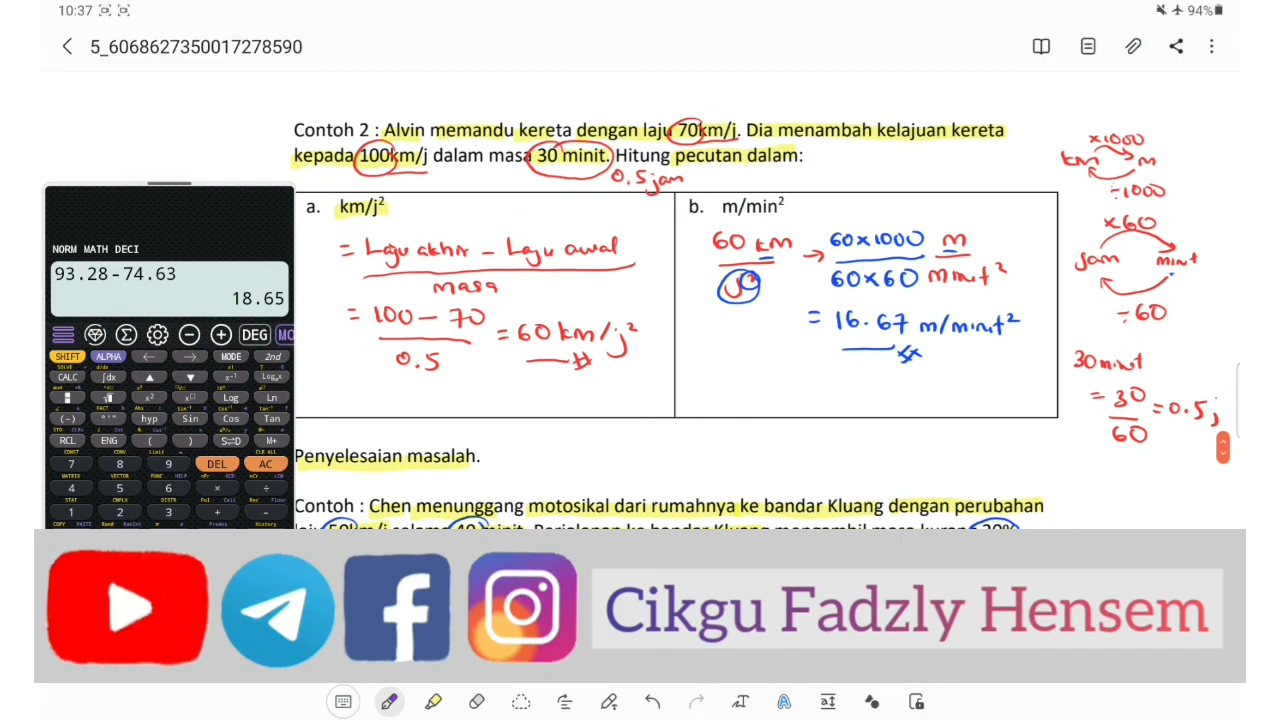 10:37
94%
5_6068627350017278590
Contoh 2 : Alvin memandu kereta dengan laju 70km/j. Dia menambah kelajuan kereta
kepada 100km/j dalam masa 30 minit. Hitung pecutan dalam:
0.5 jam
a. km/j²
= Laju akhir - Laju awal
masa
= 100 - 70
0.5
= 60 km/j²
b. m/min²
60 km
j²
→ 60x1000 m
60x60 minit²
= 16.67 m/minit²
x1000
km m
÷1000
x60
jam minit
÷60
30 minit
= 30
60
= 0.5 j
NORM MATH DECI
93.28-74.63
18.65
DEG
SHIFT ALPHA ← → MODE 2nd
CALC ∫dx ▲ ▼ x⁻¹ Logₐx
x² Log Ln
(−) °'" hyp Sin Cos Tan
RCL ENG ( ) S⇌D M+
7 8 9 DEL AC
4 5 6 × ÷
1 2 3 + -
Penyelesaian masalah.
Contoh : Chen menunggang motosikal dari rumahnya ke bandar Kluang dengan perubahan
Cikgu Fadzly Hensem